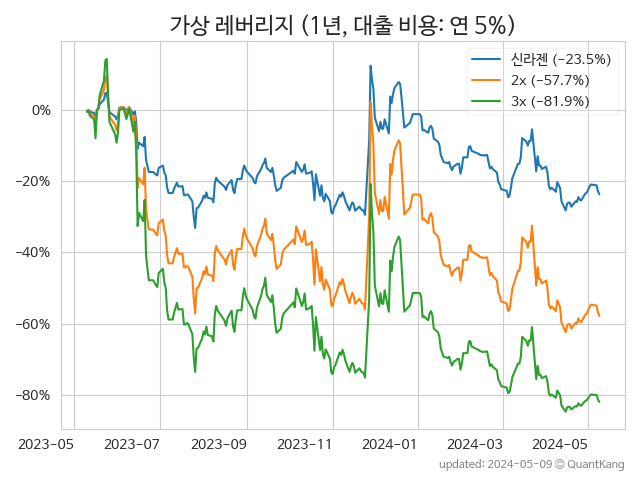 가상 레버리지 (1년, 대출 비용: 연 5%)
신라젠 (−23.5%)
2x (−57.7%)
3x (−81.9%)
0%
−20%
−40%
−60%
−80%
2023-05 2023-07 2023-09 2023-11 2024-01 2024-03 2024-05
updated: 2024-05-09 © QuantKang